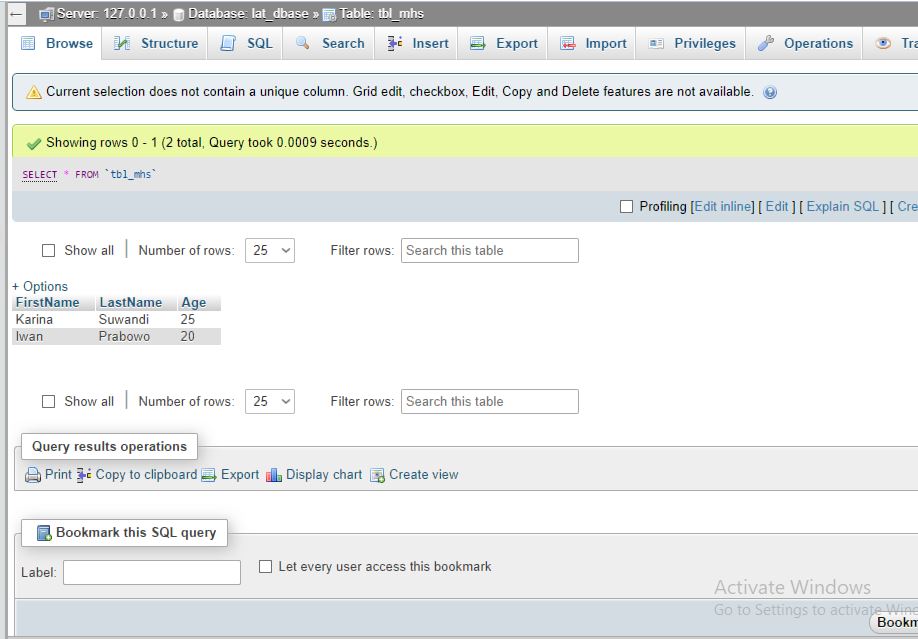 Server: 127.0.0.1 » Database: lat_dbase » Table: tbl_mhs
Browse Structure SQL Search Insert Export Import Privileges Operations Tra
Current selection does not contain a unique column. Grid edit, checkbox, Edit, Copy and Delete features are not available.
Showing rows 0 - 1 (2 total, Query took 0.0009 seconds.)
SELECT * FROM `tbl_mhs`
Profiling [Edit inline] [ Edit ] [ Explain SQL ] [ Cre
Show all Number of rows: 25 Filter rows: Search this table
+ Options
FirstName LastName Age
Karina Suwandi 25
Iwan Prabowo 20
Show all Number of rows: 25 Filter rows: Search this table
Query results operations
Print Copy to clipboard Export Display chart Create view
Bookmark this SQL query
Label: Let every user access this bookmark
Activate Windows
Go to Settings to activate Wind
Bookm